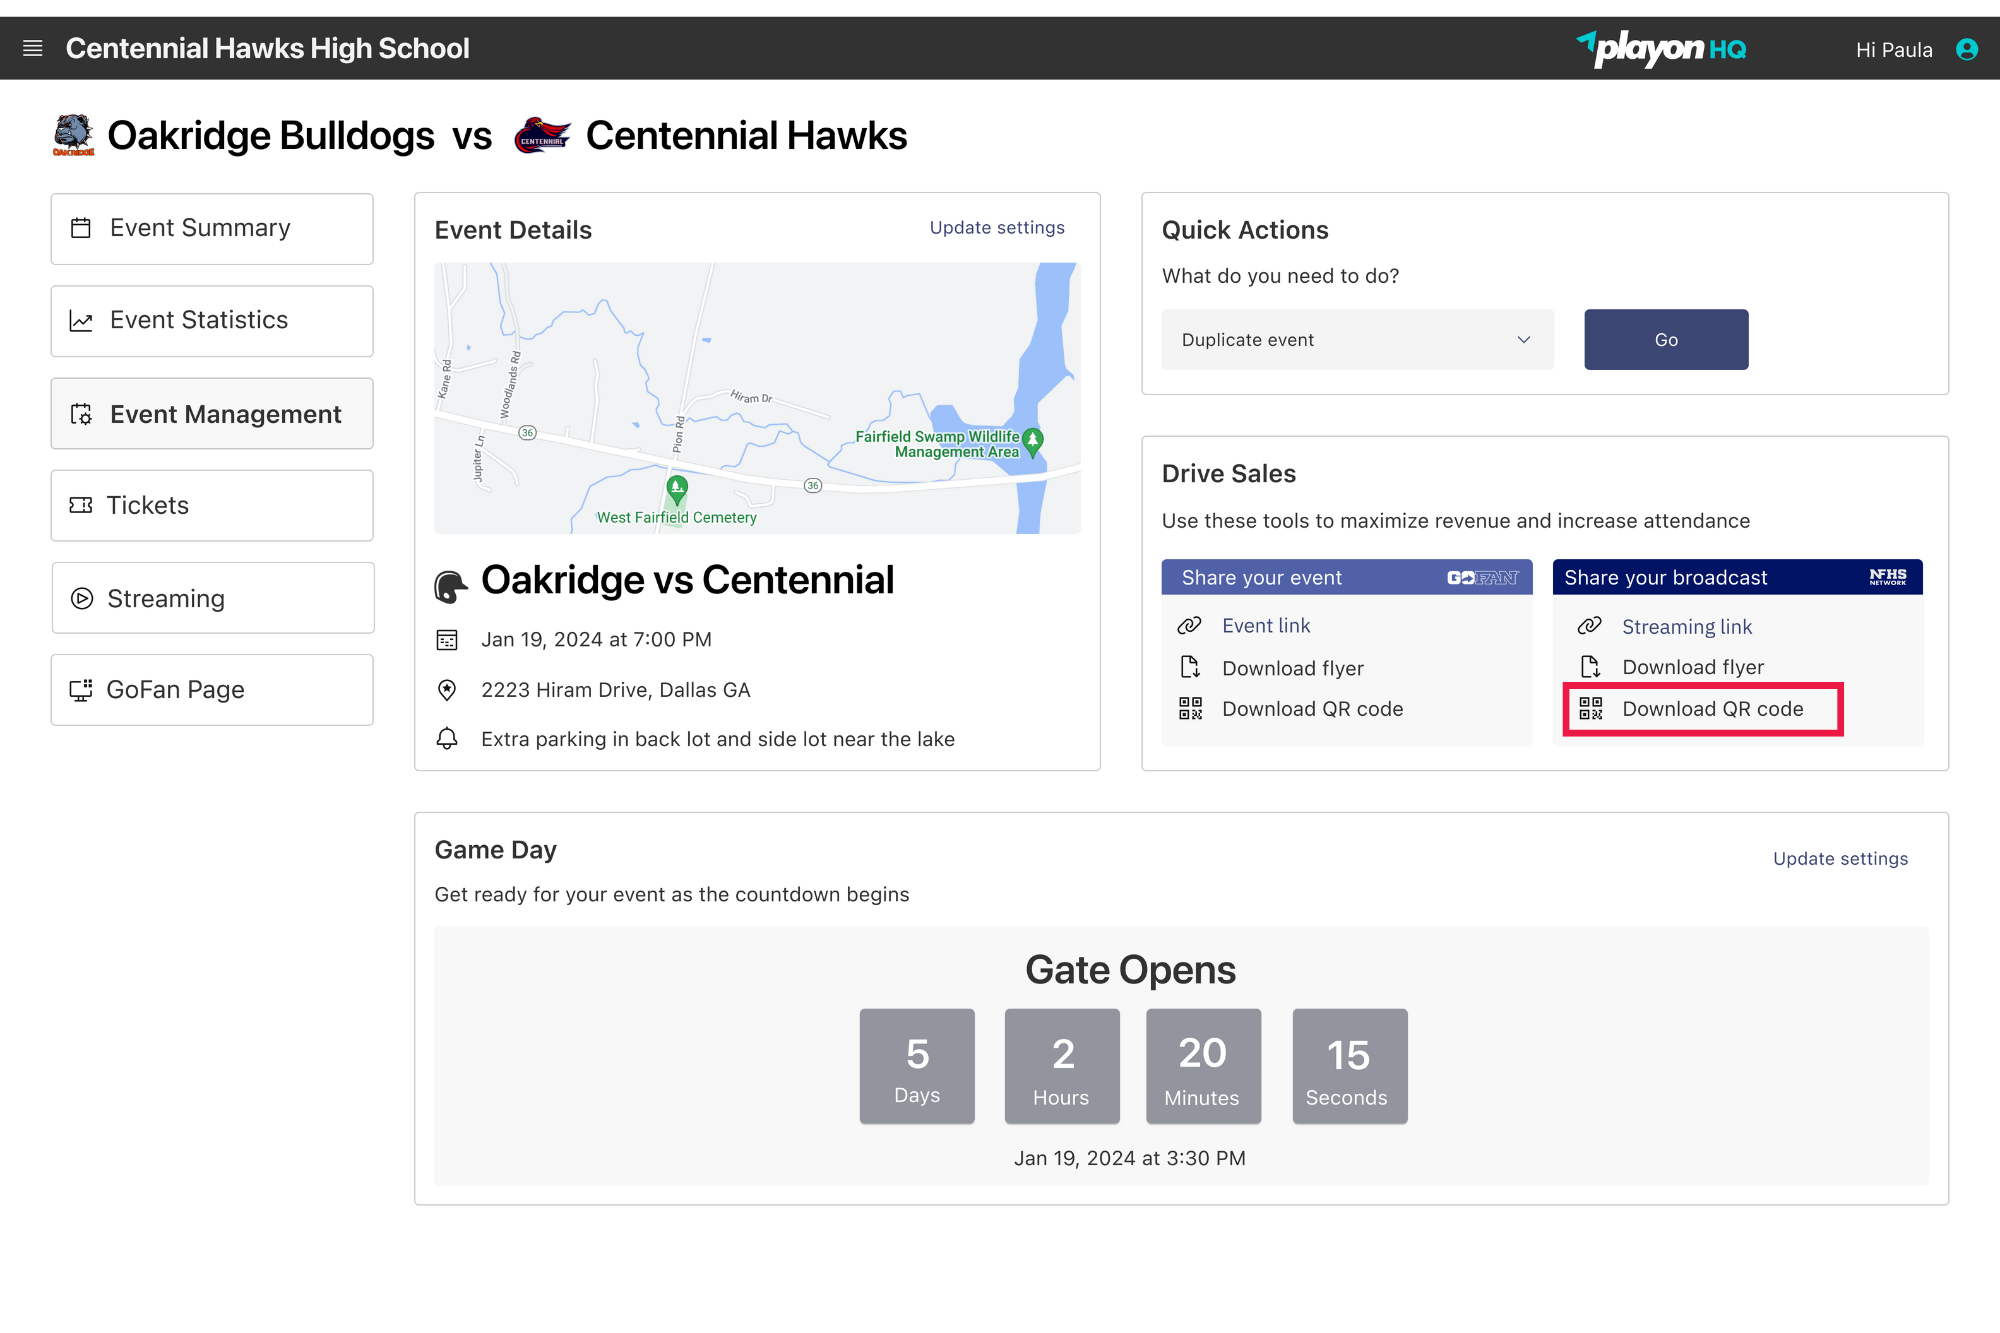 Centennial Hawks High School
playon HQ
Hi Paula
OAKRIDGE
Oakridge Bulldogs vs
CENTENNIAL
Centennial Hawks
Event Summary
Event Statistics
Event Management
Tickets
Streaming
GoFan Page
Event Details
Update settings
Kane Rd
Woodlands Rd
Jupiter Ln
36
Pion Rd
Hiram Dr
Fairfield Swamp Wildlife
Management Area
36
West Fairfield Cemetery
Oakridge vs Centennial
Jan 19, 2024 at 7:00 PM
2223 Hiram Drive, Dallas GA
Extra parking in back lot and side lot near the lake
Quick Actions
What do you need to do?
Duplicate event
Go
Drive Sales
Use these tools to maximize revenue and increase attendance
Share your event
GOFAN
Event link
Download flyer
Download QR code
Share your broadcast
NFHS
NETWORK
Streaming link
Download flyer
Download QR code
Game Day
Update settings
Get ready for your event as the countdown begins
Gate Opens
5
Days
2
Hours
20
Minutes
15
Seconds
Jan 19, 2024 at 3:30 PM